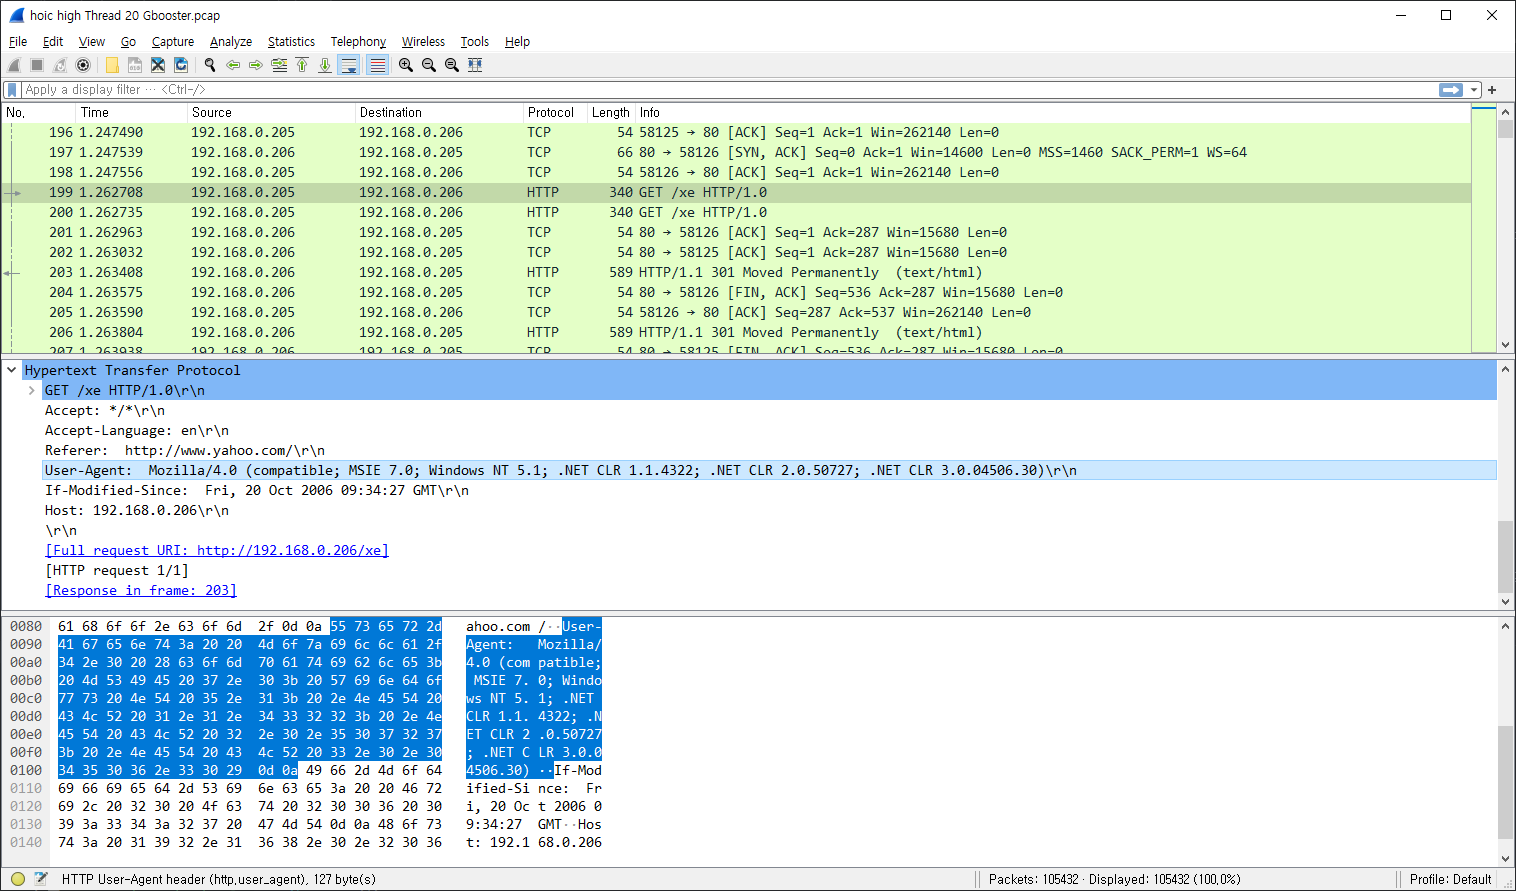 hoic high Thread 20 Gbooster.pcap
File Edit View Go Capture Analyze Statistics Telephony Wireless Tools Help
Apply a display filter ··· <Ctrl-/>
No. Time Source Destination Protocol Length Info
196 1.247490 192.168.0.205 192.168.0.206 TCP 54 58125 → 80 [ACK] Seq=1 Ack=1 Win=262140 Len=0
197 1.247539 192.168.0.206 192.168.0.205 TCP 66 80 → 58126 [SYN, ACK] Seq=0 Ack=1 Win=14600 Len=0 MSS=1460 SACK_PERM=1 WS=64
198 1.247556 192.168.0.205 192.168.0.206 TCP 54 58126 → 80 [ACK] Seq=1 Ack=1 Win=262140 Len=0
199 1.262708 192.168.0.205 192.168.0.206 HTTP 340 GET /xe HTTP/1.0
200 1.262735 192.168.0.205 192.168.0.206 HTTP 340 GET /xe HTTP/1.0
201 1.262963 192.168.0.206 192.168.0.205 TCP 54 80 → 58126 [ACK] Seq=1 Ack=287 Win=15680 Len=0
202 1.263032 192.168.0.206 192.168.0.205 TCP 54 80 → 58125 [ACK] Seq=1 Ack=287 Win=15680 Len=0
203 1.263408 192.168.0.206 192.168.0.205 HTTP 589 HTTP/1.1 301 Moved Permanently  (text/html)
204 1.263575 192.168.0.206 192.168.0.205 TCP 54 80 → 58126 [FIN, ACK] Seq=536 Ack=287 Win=15680 Len=0
205 1.263590 192.168.0.205 192.168.0.206 TCP 54 58126 → 80 [ACK] Seq=287 Ack=537 Win=262140 Len=0
206 1.263804 192.168.0.206 192.168.0.205 HTTP 589 HTTP/1.1 301 Moved Permanently  (text/html)
207 1.263938 192.168.0.206 192.168.0.205 TCP 54 80 → 58125 [FIN, ACK] Seq=536 Ack=287 Win=15680 Len=0
Hypertext Transfer Protocol
GET /xe HTTP/1.0\r\n
Accept: */*\r\n
Accept-Language: en\r\n
Referer:  http://www.yahoo.com/\r\n
User-Agent:  Mozilla/4.0 (compatible; MSIE 7.0; Windows NT 5.1; .NET CLR 1.1.4322; .NET CLR 2.0.50727; .NET CLR 3.0.04506.30)\r\n
If-Modified-Since:  Fri, 20 Oct 2006 09:34:27 GMT\r\n
Host: 192.168.0.206\r\n
\r\n
[Full request URI: http://192.168.0.206/xe]
[HTTP request 1/1]
[Response in frame: 203]
0080 61 68 6f 6f 2e 63 6f 6d 2f 0d 0a 55 73 65 72 2d ahoo.com /··User-
0090 41 67 65 6e 74 3a 20 20 4d 6f 7a 69 6c 6c 61 2f Agent:   Mozilla/
00a0 34 2e 30 20 28 63 6f 6d 70 61 74 69 62 6c 65 3b 4.0 (com patible;
00b0 20 4d 53 49 45 20 37 2e 30 3b 20 57 69 6e 64 6f  MSIE 7. 0; Windo
00c0 77 73 20 4e 54 20 35 2e 31 3b 20 2e 4e 45 54 20 ws NT 5. 1; .NET
00d0 43 4c 52 20 31 2e 31 2e 34 33 32 32 3b 20 2e 4e CLR 1.1. 4322; .N
00e0 45 54 20 43 4c 52 20 32 2e 30 2e 35 30 37 32 37 ET CLR 2 .0.50727
00f0 3b 20 2e 4e 45 54 20 43 4c 52 20 33 2e 30 2e 30 ; .NET C LR 3.0.0
0100 34 35 30 36 2e 33 30 29 0d 0a 49 66 2d 4d 6f 64 4506.30) ··If-Mod
0110 69 66 69 65 64 2d 53 69 6e 63 65 3a 20 20 46 72 ified-Si nce:  Fr
0120 69 2c 20 32 30 20 4f 63 74 20 32 30 30 36 20 30 i, 20 Oc t 2006 0
0130 39 3a 33 34 3a 32 37 20 47 4d 54 0d 0a 48 6f 73 9:34:27  GMT··Hos
0140 74 3a 20 31 39 32 2e 31 36 38 2e 30 2e 32 30 36 t: 192.1 68.0.206
HTTP User-Agent header (http.user_agent), 127 byte(s) Packets: 105432 · Displayed: 105432 (100.0%) Profile: Default